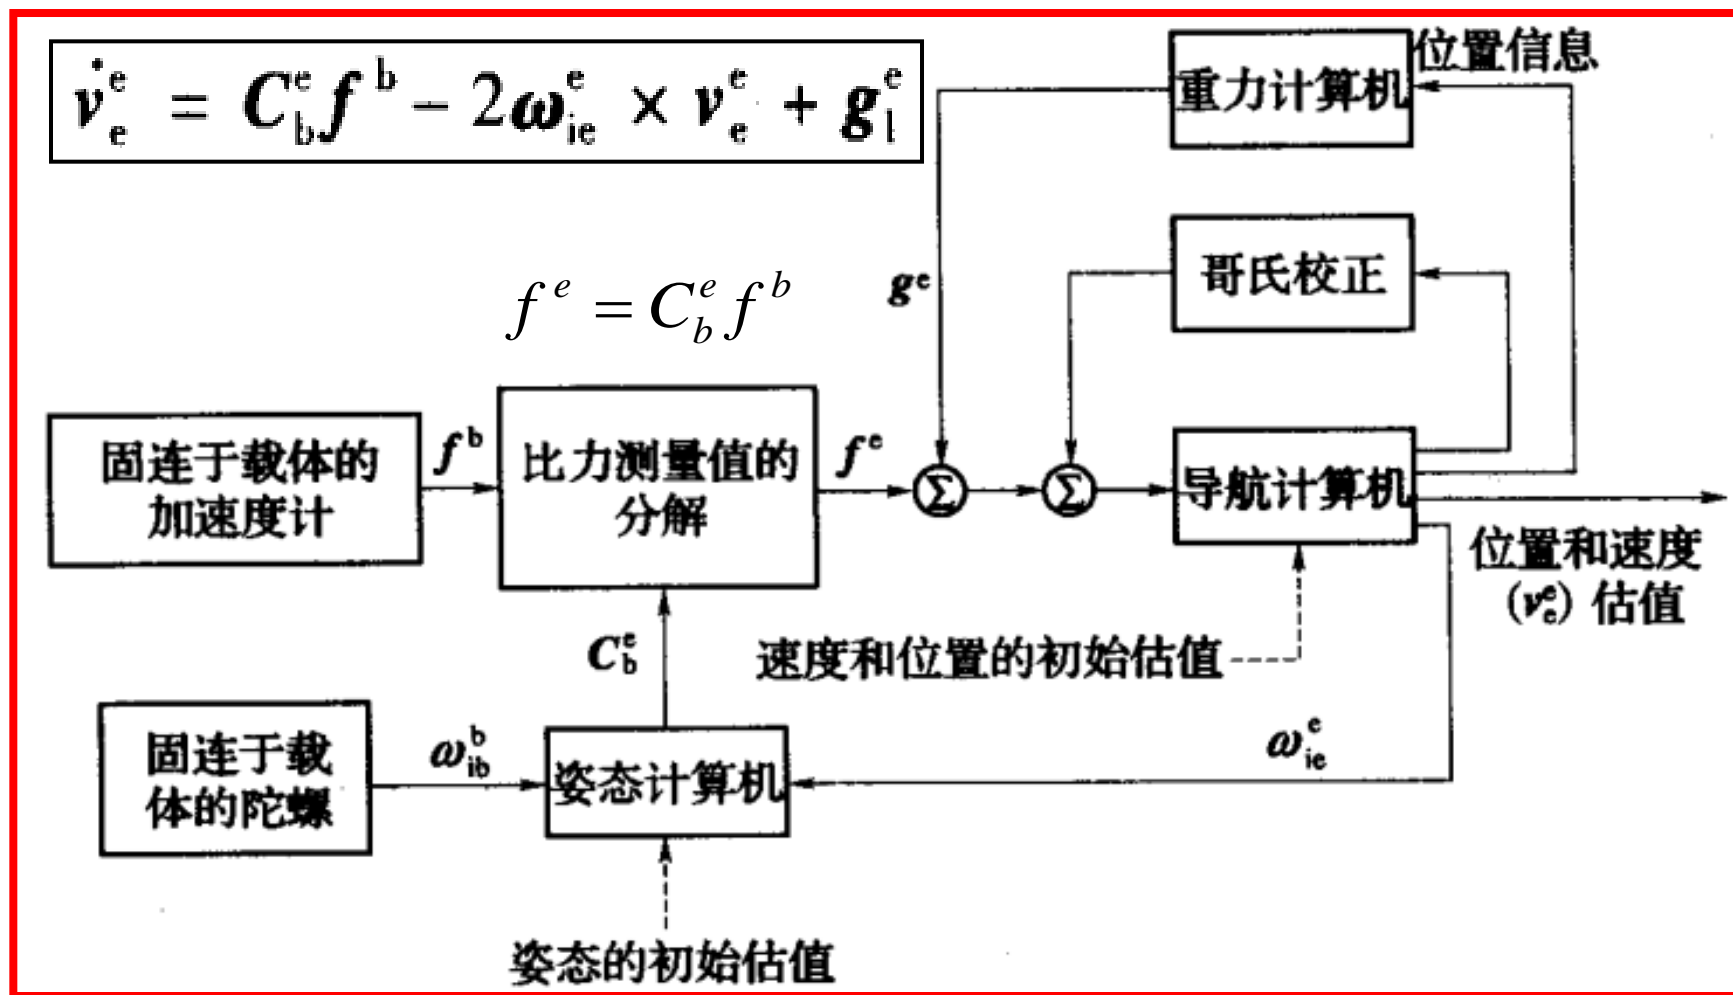 v̇ₑᵉ = C_b^e f^b − 2ω_ie^e × v_e^e + g_l^e
位置信息
重力计算机
哥氏校正
g^e
f^e = C_b^e f^b
固连于载体的
加速度计
f^b
比力测量值的
分解
f^e
Σ
Σ
导航计算机
位置和速度
(v_e^e) 估值
C_b^e
速度和位置的初始估值
固连于载
体的陀螺
ω_ib^b
姿态计算机
ω_ie^e
姿态的初始估值